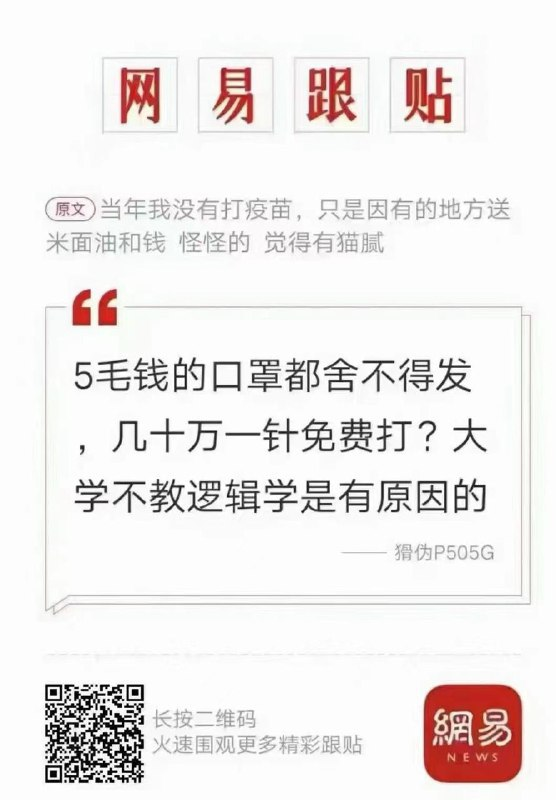 网易跟贴
原文 当年我没有打疫苗，只是因有的地方送
米面油和钱 怪怪的 觉得有猫腻
5毛钱的口罩都舍不得发
，几十万一针免费打？大
学不教逻辑学是有原因的
—— 猾伪P505G
长按二维码
火速围观更多精彩跟贴
網易
NEWS